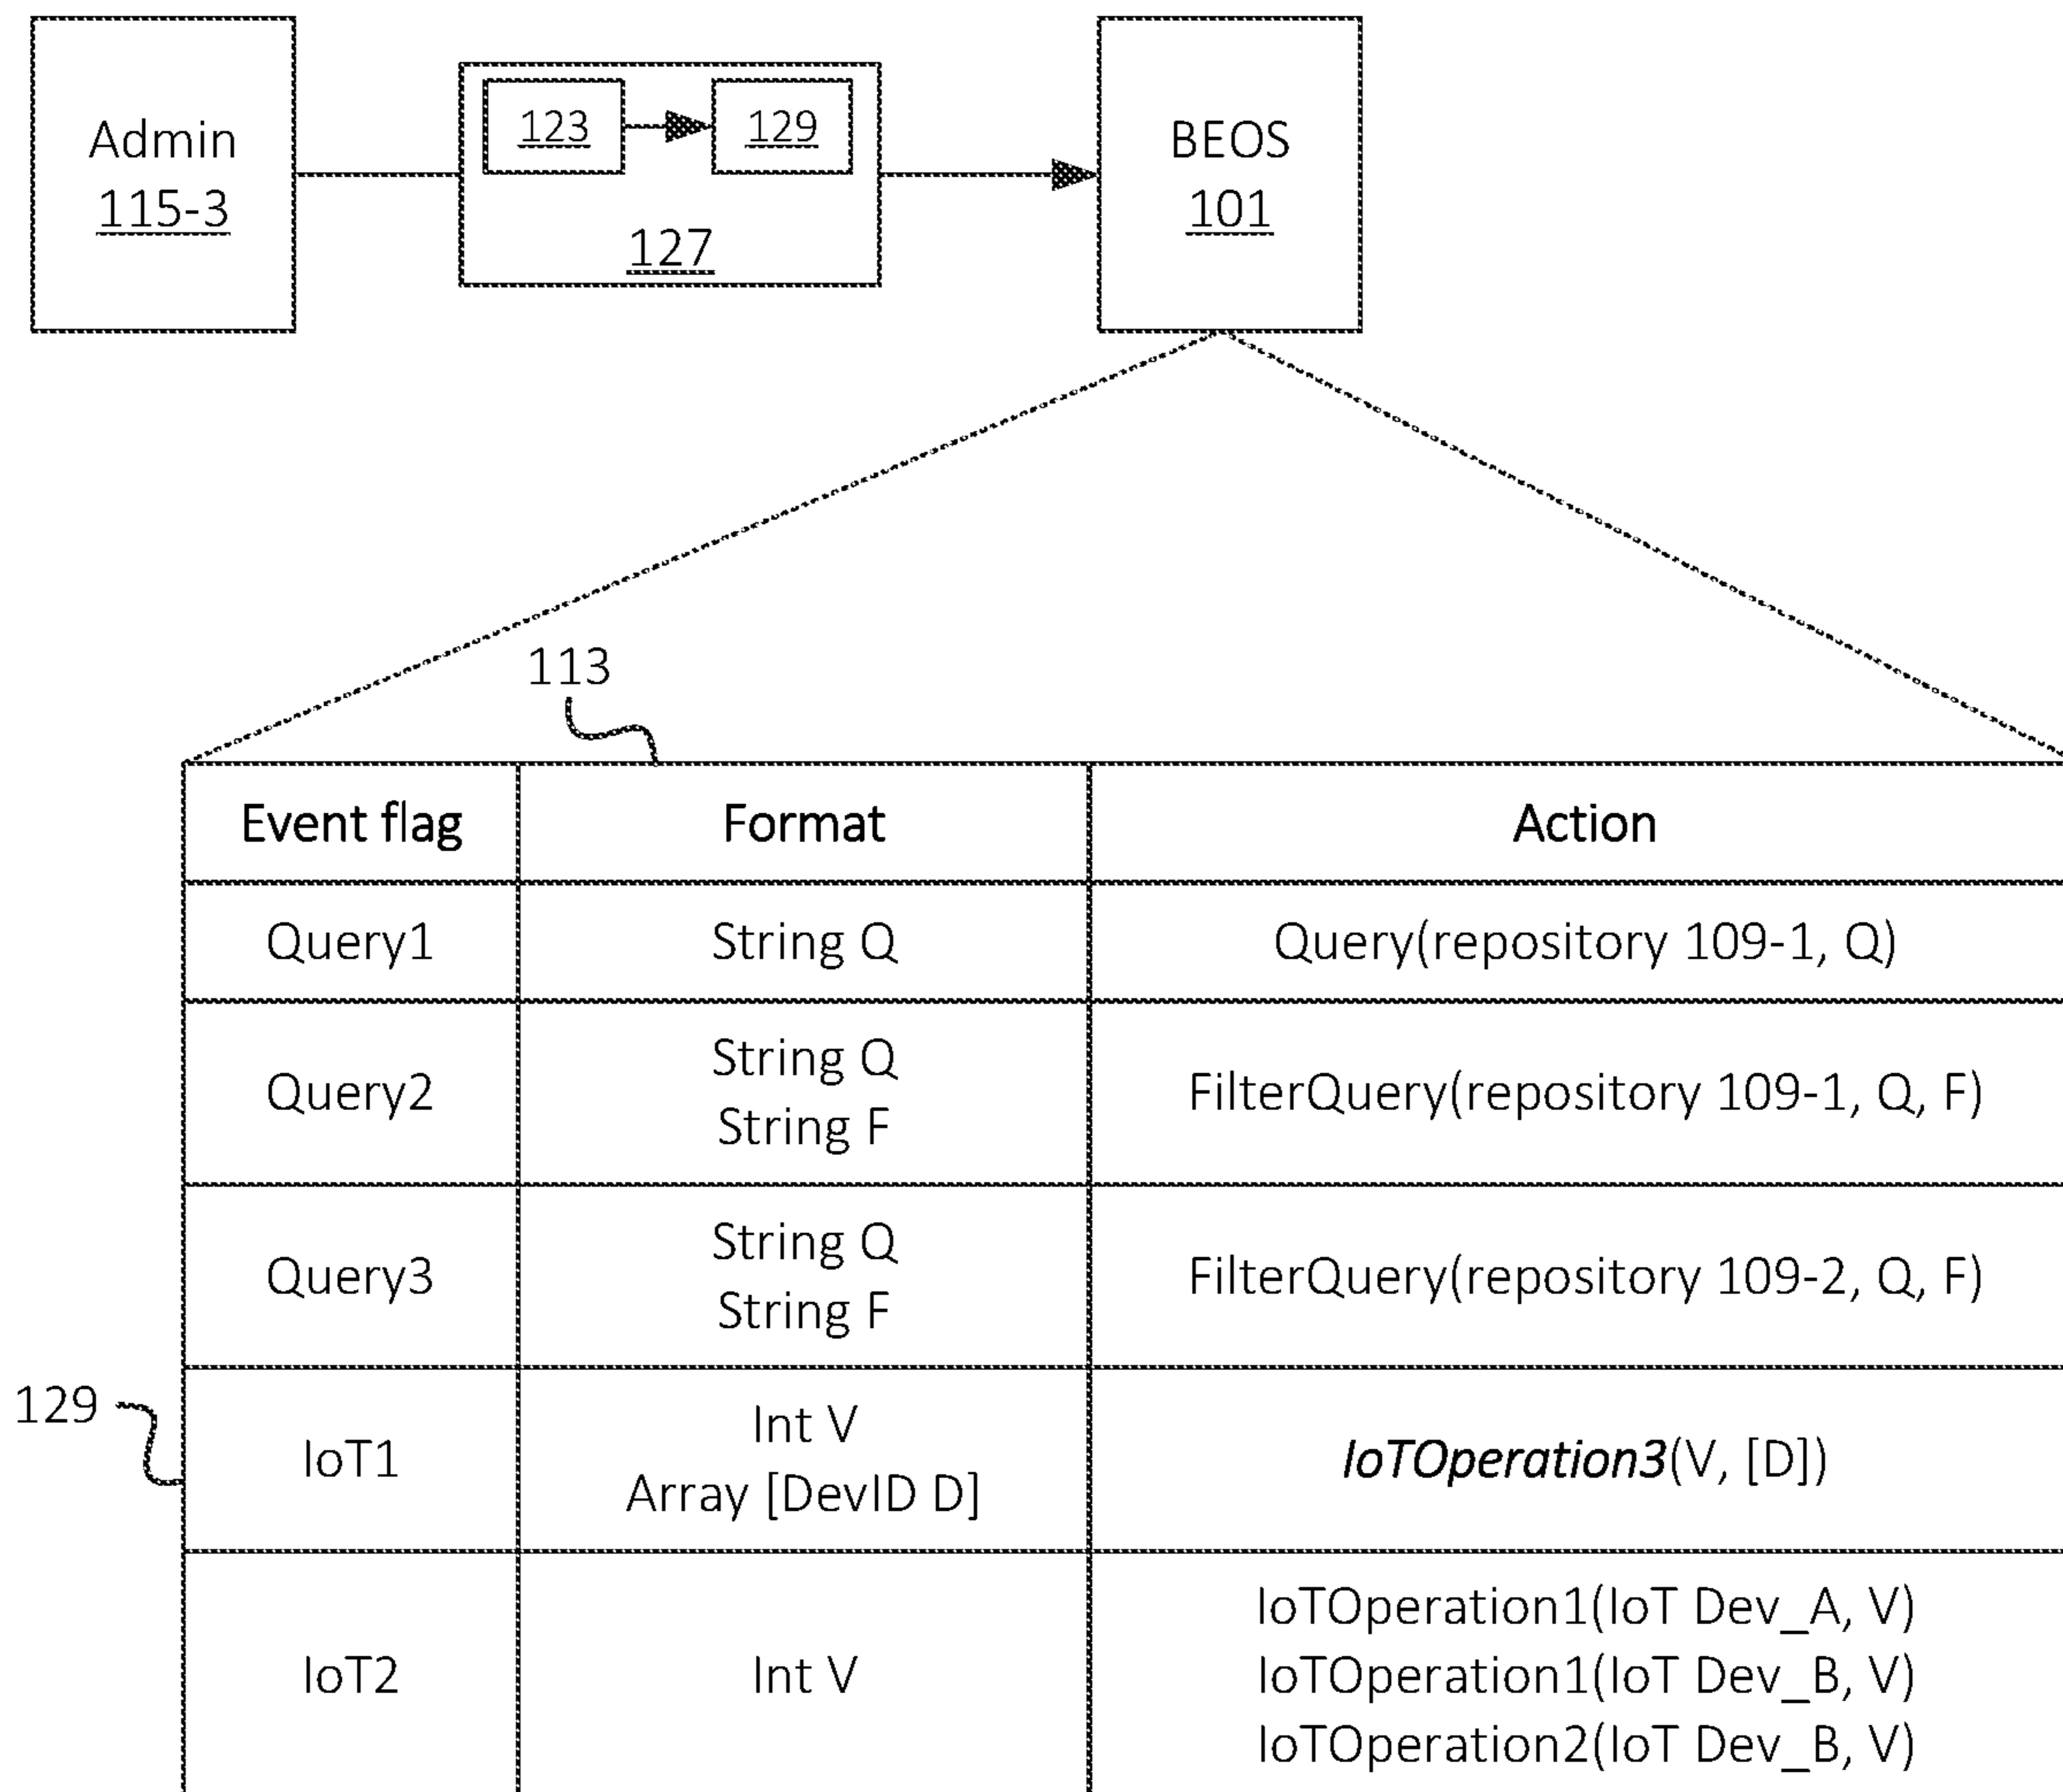 Admin
115-3
123
129
127
BEOS
101
113
Event flag Format Action
Query1 String Q Query(repository 109-1, Q)
Query2 String Q
String F FilterQuery(repository 109-1, Q, F)
Query3 String Q
String F FilterQuery(repository 109-2, Q, F)
129
IoT1 Int V
Array [DevID D] IoTOperation3(V, [D])
IoT2 Int V IoTOperation1(IoT Dev_A, V)
IoTOperation1(IoT Dev_B, V)
IoTOperation2(IoT Dev_B, V)